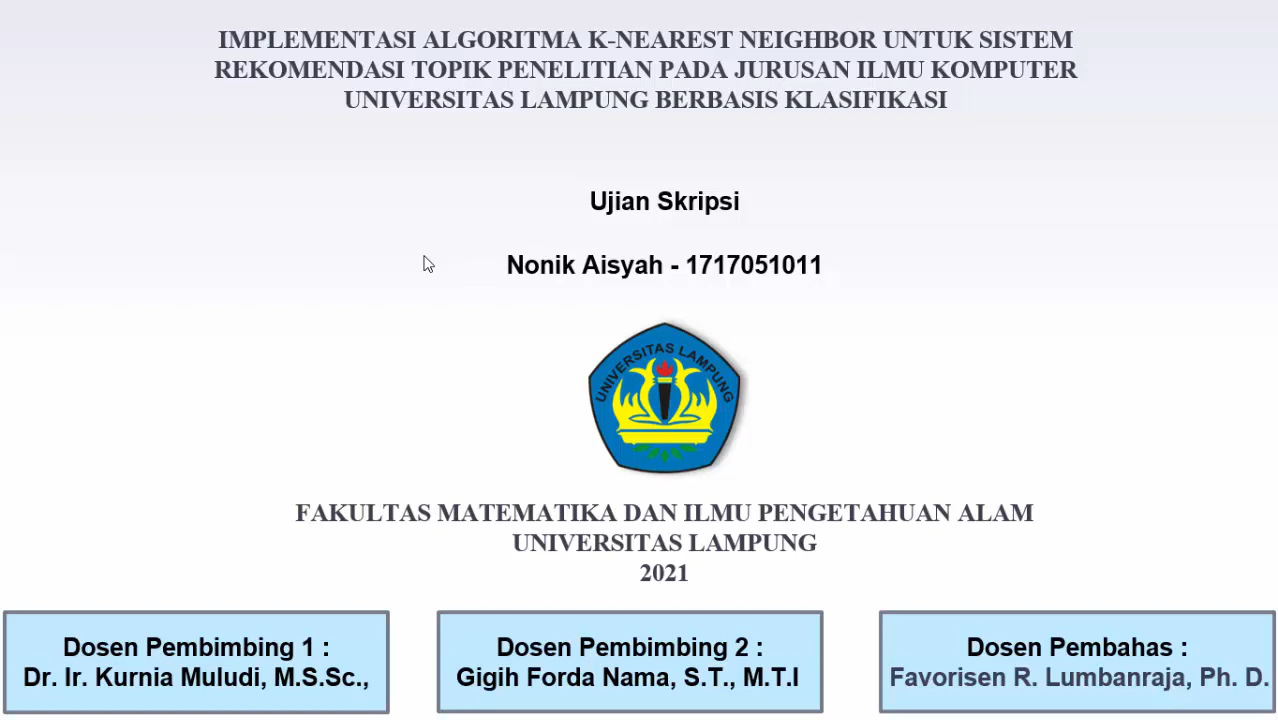 IMPLEMENTASI ALGORITMA K-NEAREST NEIGHBOR UNTUK SISTEM
REKOMENDASI TOPIK PENELITIAN PADA JURUSAN ILMU KOMPUTER
UNIVERSITAS LAMPUNG BERBASIS KLASIFIKASI
Ujian Skripsi
Nonik Aisyah - 1717051011
UNIVERSITAS LAMPUNG
FAKULTAS MATEMATIKA DAN ILMU PENGETAHUAN ALAM
UNIVERSITAS LAMPUNG
2021
Dosen Pembimbing 1 :
Dr. Ir. Kurnia Muludi, M.S.Sc.,
Dosen Pembimbing 2 :
Gigih Forda Nama, S.T., M.T.I
Dosen Pembahas :
Favorisen R. Lumbanraja, Ph. D.